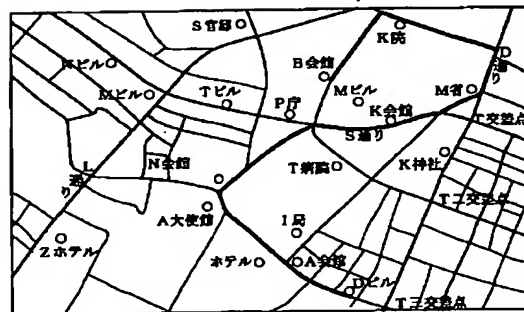 S官邸
K院
Nビル
B会館
D通り
Mビル
Tビル
Mビル
M省
P庁
K会館
T交差点
S通り
N会館
T病院
K神社
L通り
A大使館
T二交差点
I局
Zホテル
ホテル
A会館
Dビル
T三交差点